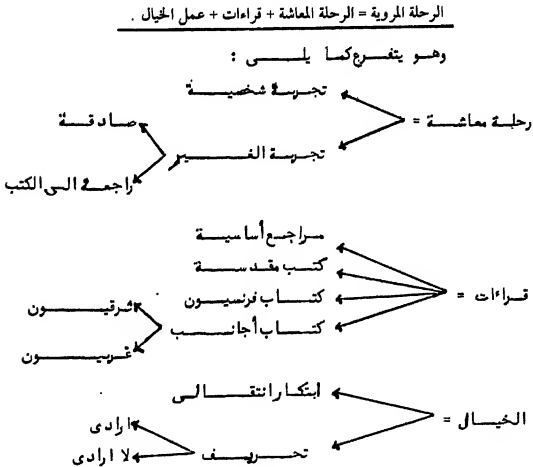 الرحلة المروية = الرحلة المعاشة + قراءات + عمل الخيال .
وهو يتفرع كما يلى :
رحلة معاشة =
تجربة شخصية
تجربة الغير
صادقة
راجعة الى الكتب
قراءات =
مراجع أساسية
كتب مقدسة
كتاب فرنسيون
كتاب أجانب
شرقيون
غربيون
الخيال =
ابتكار انتقالى
تحريف
ارادى
لا ارادى